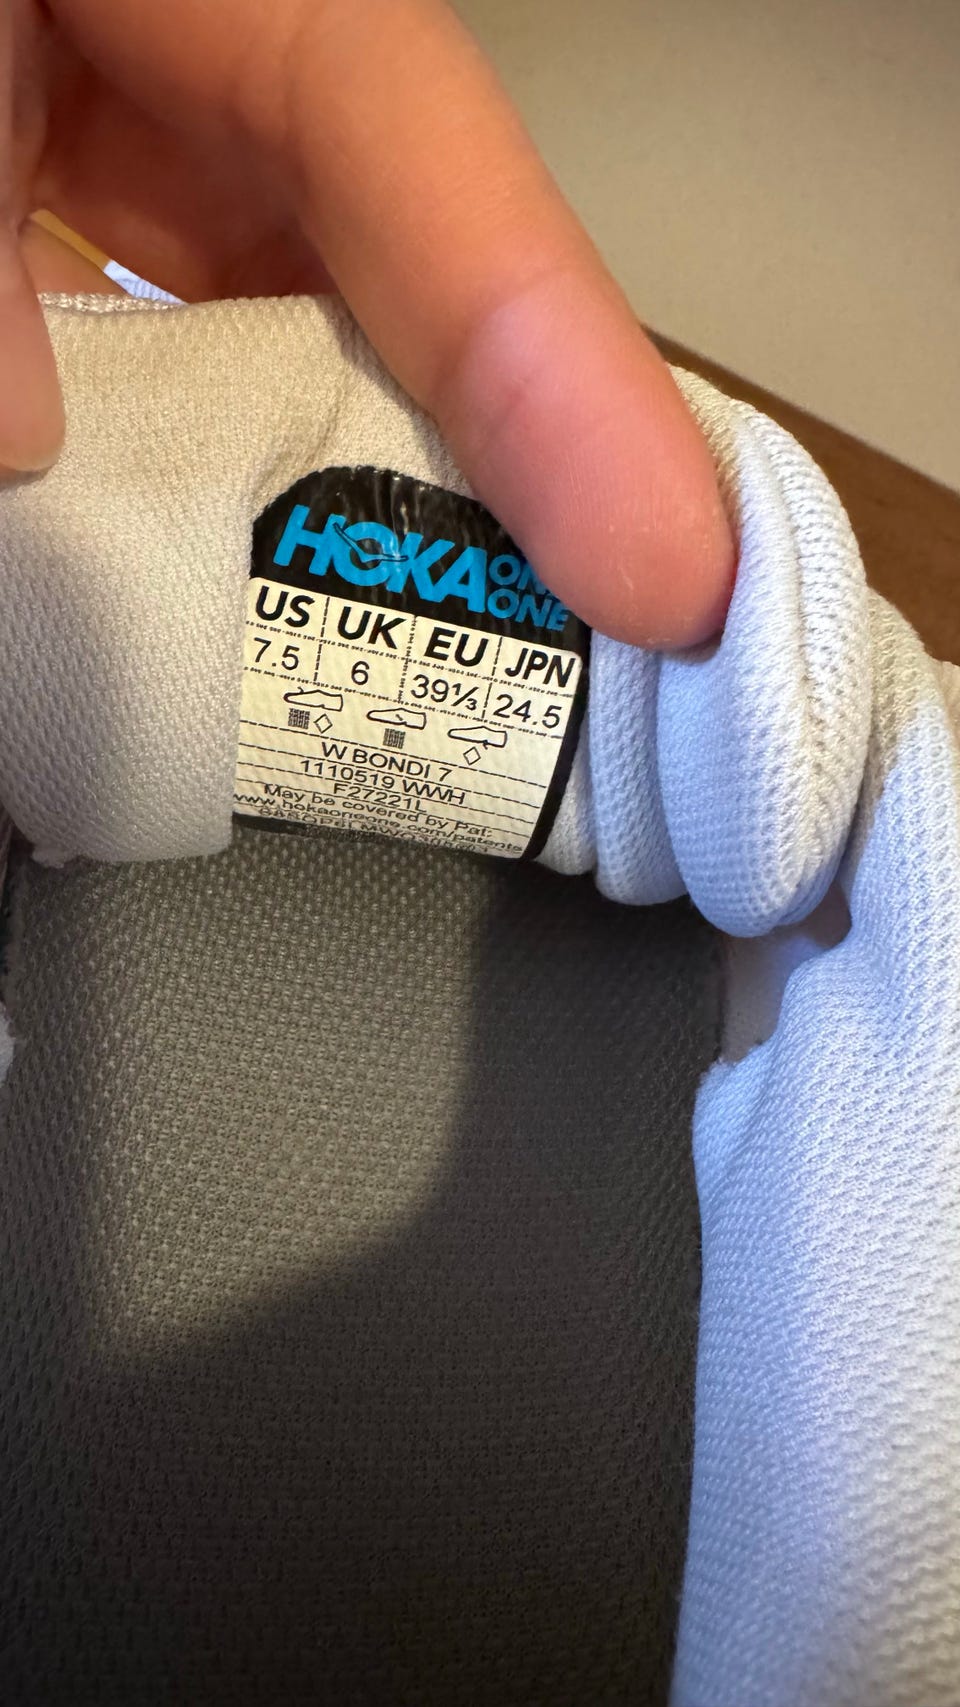 HOKA ONE
ONE
US UK EU JPN
7.5 6 39⅓ 24.5
W BONDI 7
1110519 WWH
F27221L
May be covered by Pat:
www.hokaoneone.com/patents